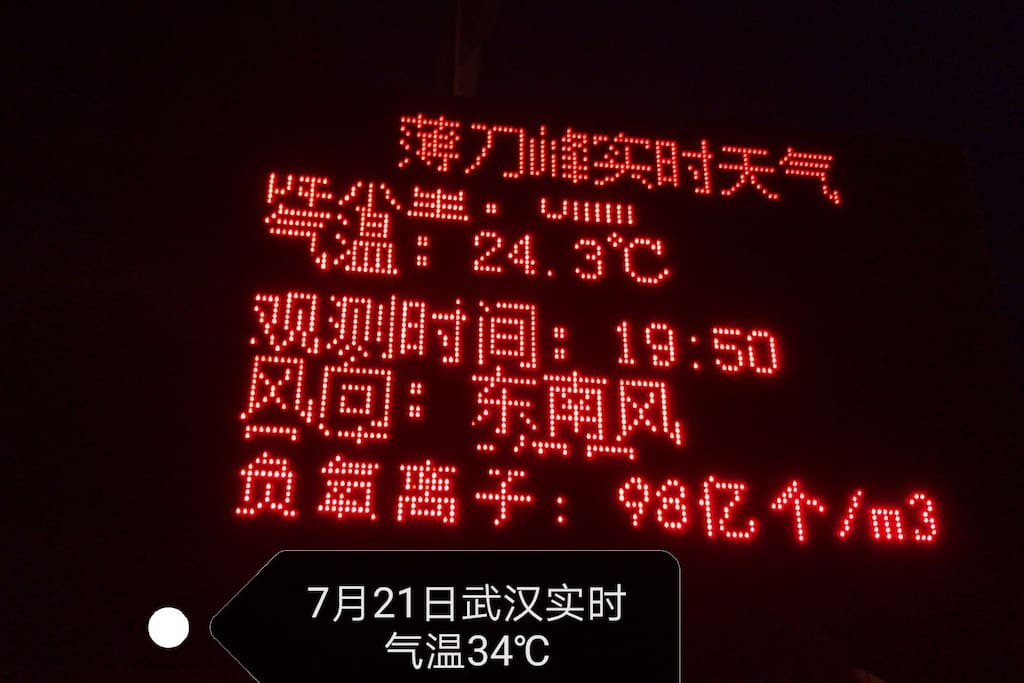 薄刀峰实时天气
气温：24.3℃
观测时间：19:50
风向：东南风
负氧离子：98亿个/m3
7月21日武汉实时
气温34℃